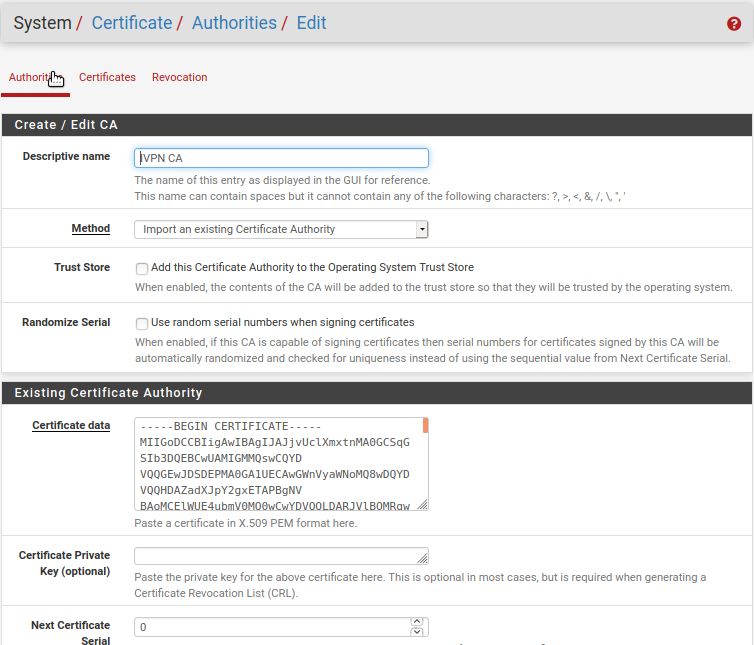 System / Certificate / Authorities / Edit
Authorities Certificates Revocation
Create / Edit CA
Descriptive name
IVPN CA
The name of this entry as displayed in the GUI for reference.
This name can contain spaces but it cannot contain any of the following characters: ?, >, <, &, /, \, ", '
Method
Import an existing Certificate Authority
Trust Store
Add this Certificate Authority to the Operating System Trust Store
When enabled, the contents of the CA will be added to the trust store so that they will be trusted by the operating system.
Randomize Serial
Use random serial numbers when signing certificates
When enabled, if this CA is capable of signing certificates then serial numbers for certificates signed by this CA will be
automatically randomized and checked for uniqueness instead of using the sequential value from Next Certificate Serial.
Existing Certificate Authority
Certificate data
-----BEGIN CERTIFICATE-----
MIIGoDCCBIigAwIBAgIJAJjvUclXmxtnMA0GCSqG
SIb3DQEBCwUAMIGMMQswCQYD
VQQGEwJDSDEPMA0GA1UECAwGWnVyaWNoMQ8wDQYD
VQQHDAZadXJpY2gxETAPBgNV
BAoMCElWUE4ubmV0MQ0wCwYDVQQLDARJVlBOMRgw
Paste a certificate in X.509 PEM format here.
Certificate Private
Key (optional)
Paste the private key for the above certificate here. This is optional in most cases, but is required when generating a
Certificate Revocation List (CRL).
Next Certificate
Serial
0